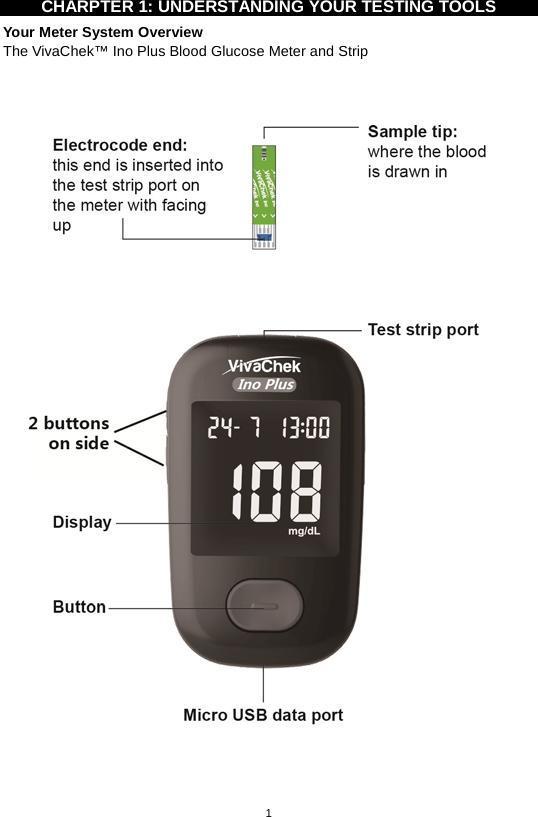 CHARPTER 1: UNDERSTANDING YOUR TESTING TOOLS
Your Meter System Overview
The VivaChek™ Ino Plus Blood Glucose Meter and Strip
Electrocode end:
this end is inserted into
the test strip port on
the meter with facing
up
Sample tip:
where the blood
is drawn in
VivaChek
Test strip port
VivaChek
Ino Plus
24- 7 13:00
108
mg/dL
2 buttons
on side
Display
Button
Micro USB data port
1